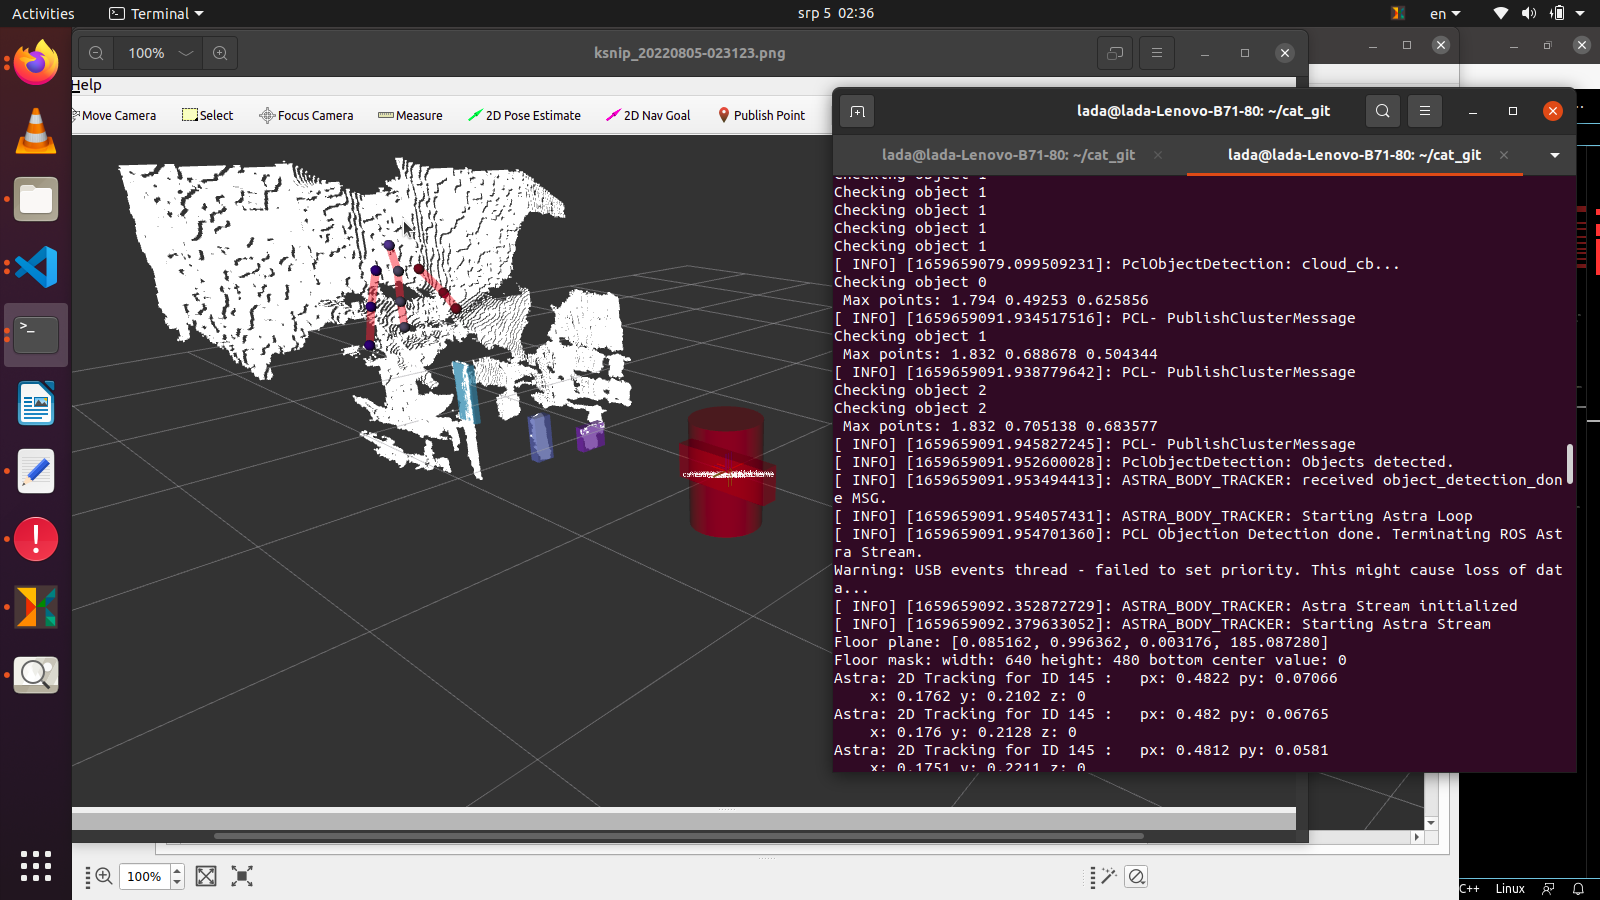 Activities
Terminal
srp 5 02:36
en
100%
ksnip_20220805-023123.png
Help
Move Camera
Select
Focus Camera
Measure
2D Pose Estimate
2D Nav Goal
Publish Point
lada@lada-Lenovo-B71-80: ~/cat_git
lada@lada-Lenovo-B71-80: ~/cat_git
lada@lada-Lenovo-B71-80: ~/cat_git
Checking object 1
Checking object 1
Checking object 1
Checking object 1
Checking object 1
[ INFO] [1659659079.099509231]: PclObjectDetection: cloud_cb...
Checking object 0
Max points: 1.794 0.49253 0.625856
[ INFO] [1659659091.934517516]: PCL- PublishClusterMessage
Checking object 1
Max points: 1.832 0.688678 0.504344
[ INFO] [1659659091.938779642]: PCL- PublishClusterMessage
Checking object 2
Checking object 2
Max points: 1.832 0.705138 0.683577
[ INFO] [1659659091.945827245]: PCL- PublishClusterMessage
[ INFO] [1659659091.952600028]: PclObjectDetection: Objects detected.
[ INFO] [1659659091.953494413]: ASTRA_BODY_TRACKER: received object_detection_don
e MSG.
[ INFO] [1659659091.954057431]: ASTRA_BODY_TRACKER: Starting Astra Loop
[ INFO] [1659659091.954701360]: PCL Objection Detection done. Terminating ROS Ast
ra Stream.
Warning: USB events thread - failed to set priority. This might cause loss of dat
a...
[ INFO] [1659659092.352872729]: ASTRA_BODY_TRACKER: Astra Stream initialized
[ INFO] [1659659092.379633052]: ASTRA_BODY_TRACKER: Starting Astra Stream
Floor plane: [0.085162, 0.996362, 0.003176, 185.087280]
Floor mask: width: 640 height: 480 bottom center value: 0
Astra: 2D Tracking for ID 145 :   px: 0.4822 py: 0.07066
x: 0.1762 y: 0.2102 z: 0
Astra: 2D Tracking for ID 145 :   px: 0.482 py: 0.06765
x: 0.176 y: 0.2128 z: 0
Astra: 2D Tracking for ID 145 :   px: 0.4812 py: 0.0581
x: 0.1751 y: 0.2211 z: 0
100%
C++
Linux